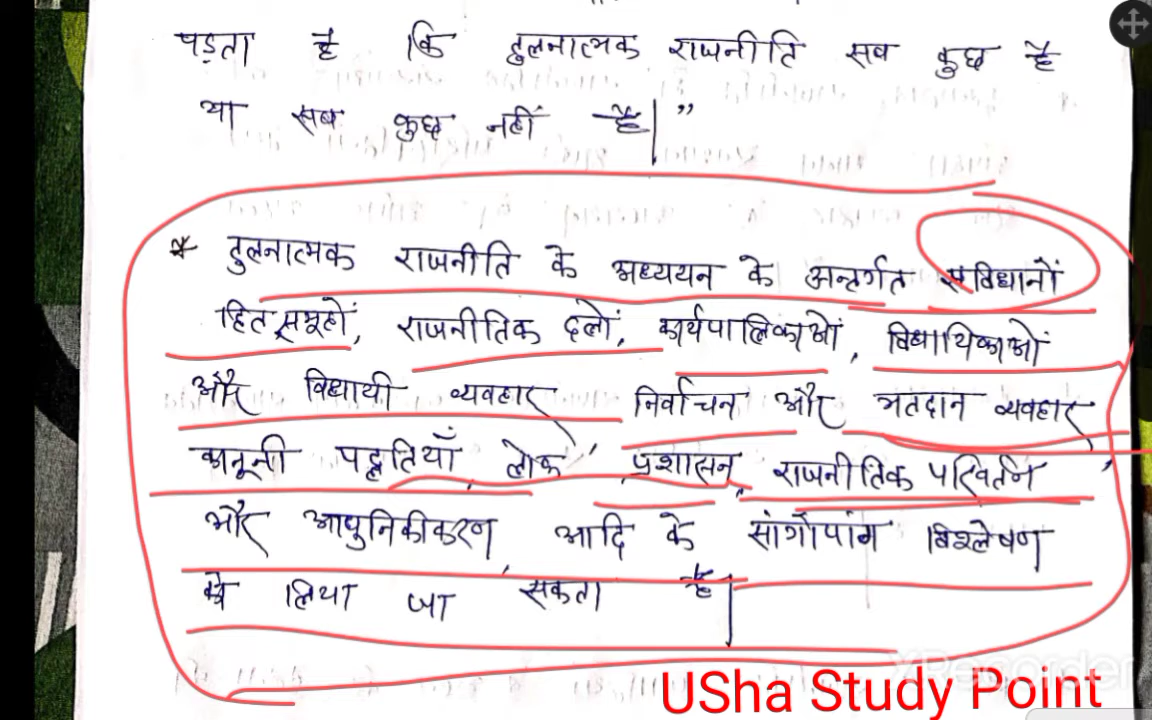 पड़ता है कि तुलनात्मक राजनीति सब कुछ है
या सब कुछ नहीं है।”
* तुलनात्मक राजनीति के अध्ययन के अन्तर्गत संविधानों
हित समूहों, राजनीतिक दलों, कार्यपालिकाओं, विधायिकाओं
और विधायी व्यवहार, निर्वाचन और मतदान व्यवहार,
कानूनी पद्धतियाँ, लोक प्रशासन, राजनीतिक परिवर्तन
और आधुनिकीकरण, आदि के सांगोपांग विश्लेषण
को लिया जा सकता है।
XRecorder
USha Study Point